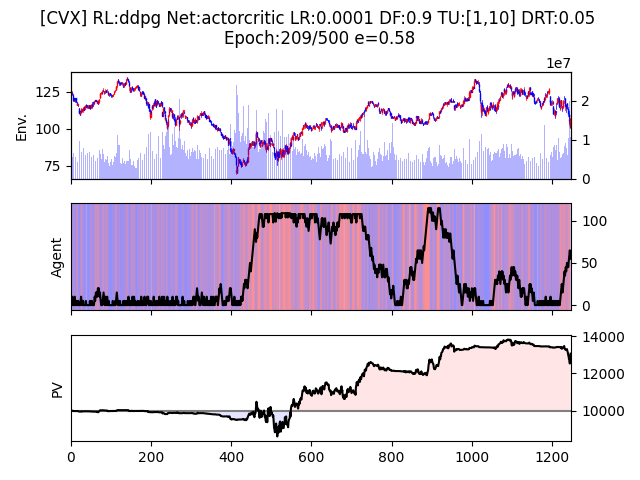 [CVX] RL:ddpg Net:actorcritic LR:0.0001 DF:0.9 TU:[1,10] DRT:0.05
Epoch:209/500 e=0.58
1e7
Env.
125
100
75
2
1
0
Agent
100
50
0
PV
14000
12000
10000
0 200 400 600 800 1000 1200